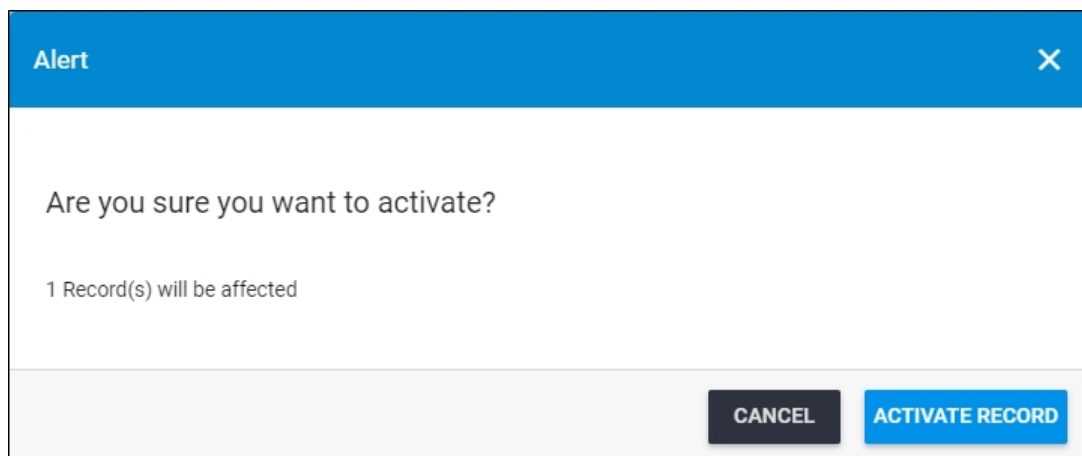 Alert
Are you sure you want to activate?
1 Record(s) will be affected
CANCEL ACTIVATE RECORD